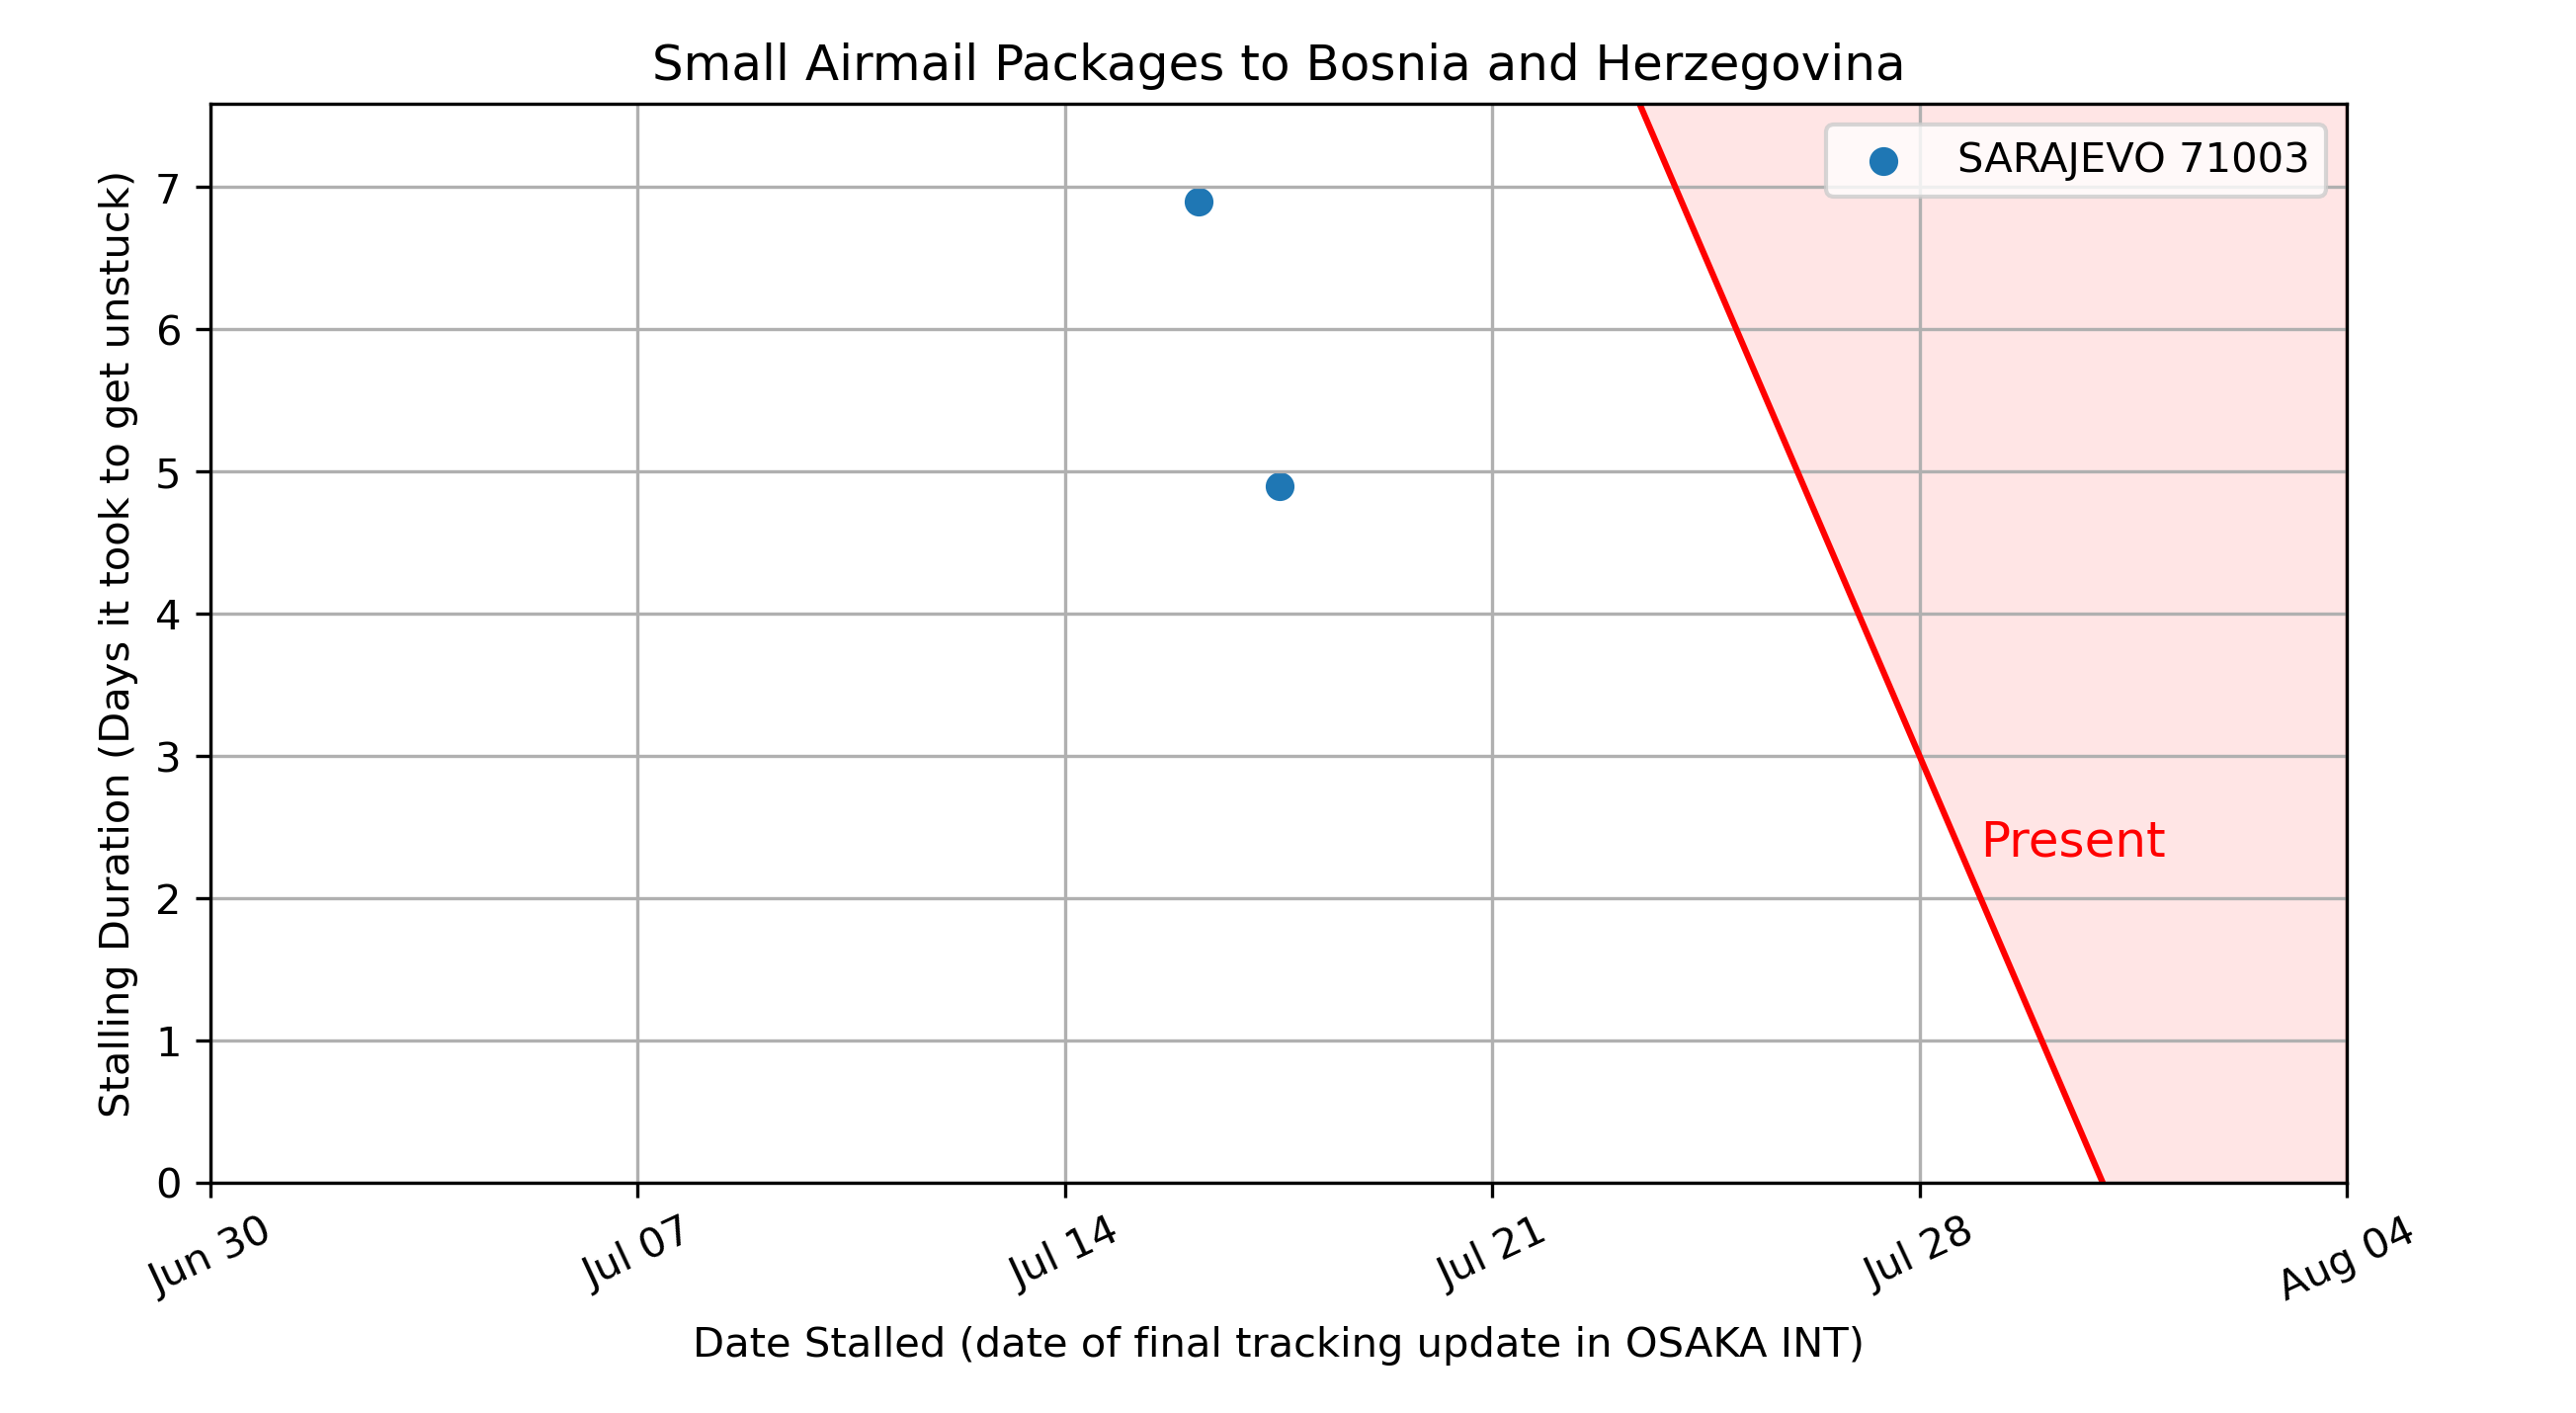 Small Airmail Packages to Bosnia and Herzegovina
SARAJEVO 71003
Stalling Duration (Days it took to get unstuck)
7
6
5
4
3
2
1
0
Present
Jun 30
Jul 07
Jul 14
Jul 21
Jul 28
Aug 04
Date Stalled (date of final tracking update in OSAKA INT)